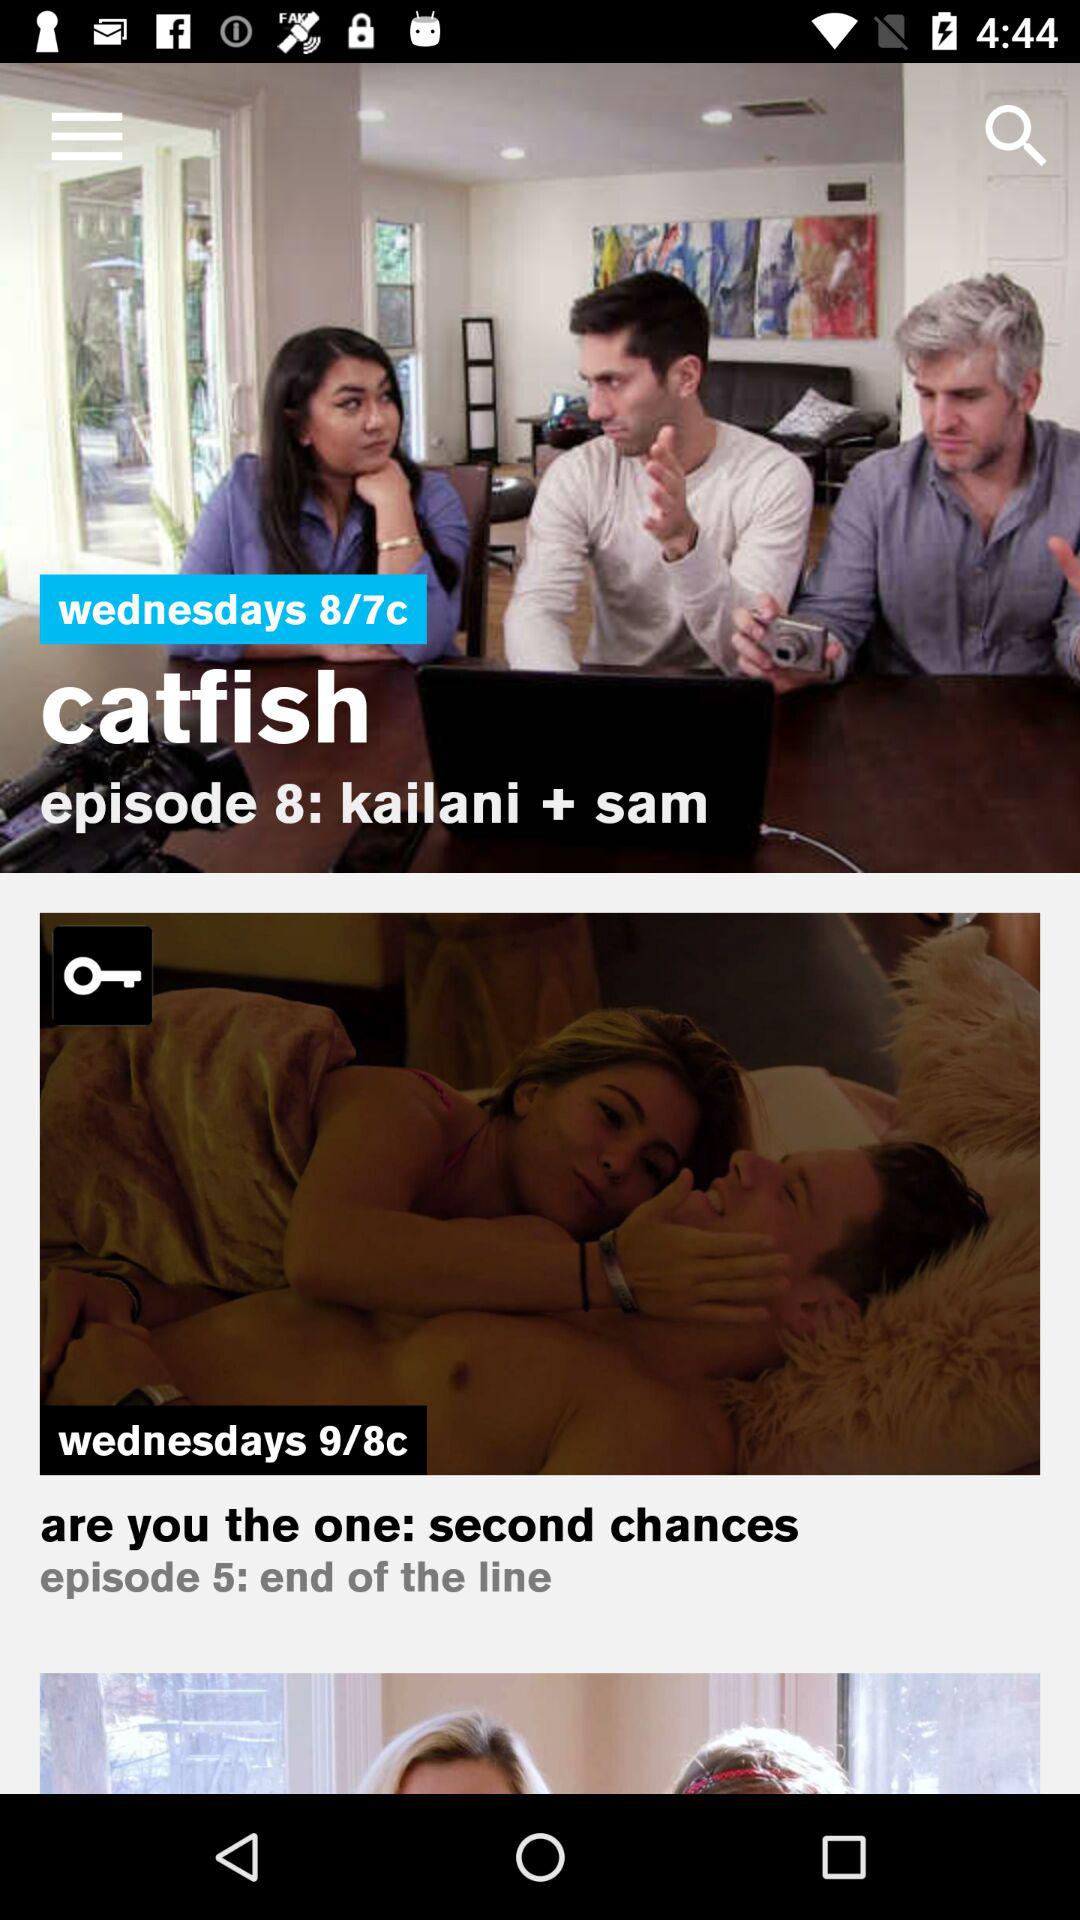 FAKE
4:44
wednesdays 8/7c
catfish
episode 8: kailani + sam
wednesdays 9/8c
are you the one: second chances
episode 5: end of the line